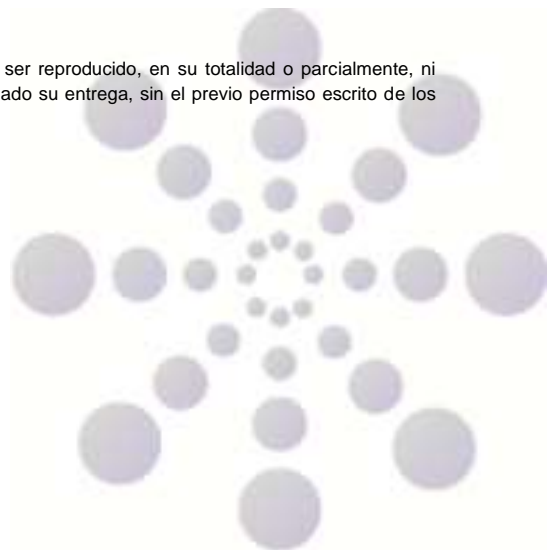 ser reproducido, en su totalidad o parcialmente, ni
ado su entrega, sin el previo permiso escrito de los